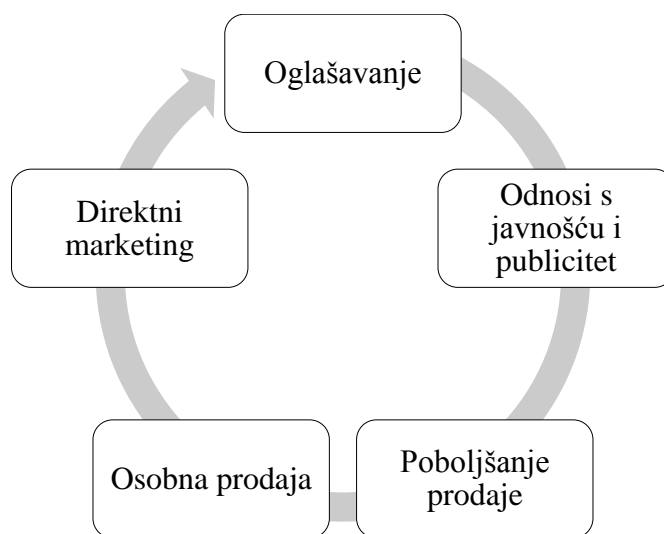 Oglašavanje
Odnosi s
javnošću i
publicitet
Poboljšanje
prodaje
Osobna prodaja
Direktni
marketing